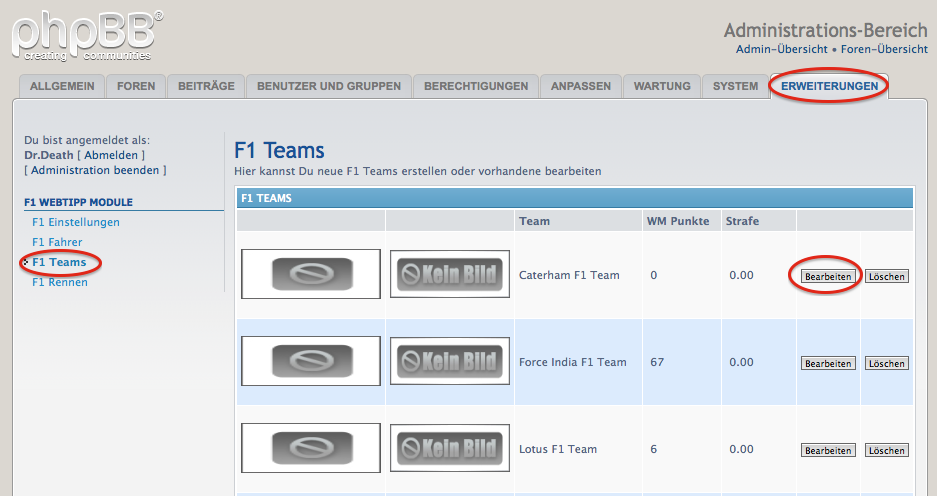 phpBB®
creating communities
Administrations-Bereich
Admin-Übersicht • Foren-Übersicht
ALLGEMEIN FOREN BEITRÄGE BENUTZER UND GRUPPEN BERECHTIGUNGEN ANPASSEN WARTUNG SYSTEM ERWEITERUNGEN
Du bist angemeldet als:
Dr.Death [ Abmelden ]
[ Administration beenden ]
F1 WEBTIPP MODULE
F1 Einstellungen
F1 Fahrer
F1 Teams
F1 Rennen
F1 Teams
Hier kannst Du neue F1 Teams erstellen oder vorhandene bearbeiten
F1 TEAMS
Team WM Punkte Strafe
Kein Bild Caterham F1 Team 0 0.00 Bearbeiten Löschen
Kein Bild Force India F1 Team 67 0.00 Bearbeiten Löschen
Kein Bild Lotus F1 Team 6 0.00 Bearbeiten Löschen